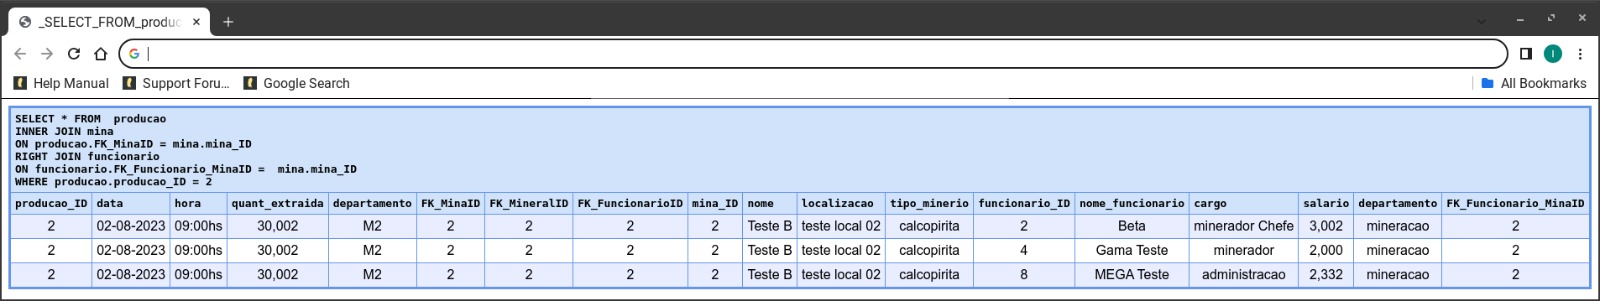 _SELECT_FROM_produc
Help Manual Support Foru... Google Search All Bookmarks
SELECT * FROM  producao
INNER JOIN mina
ON producao.FK_MinaID = mina.mina_ID
RIGHT JOIN funcionario
ON funcionario.FK_Funcionario_MinaID =  mina.mina_ID
WHERE producao.producao_ID = 2
producao_ID data hora quant_extraida departamento FK_MinaID FK_MineralID FK_FuncionarioID mina_ID nome localizacao tipo_minerio funcionario_ID nome_funcionario cargo salario departamento FK_Funcionario_MinaID
2 02-08-2023 09:00hs 30,002 M2 2 2 2 2 Teste B teste local 02 calcopirita 2 Beta minerador Chefe 3,002 mineracao 2
2 02-08-2023 09:00hs 30,002 M2 2 2 2 2 Teste B teste local 02 calcopirita 4 Gama Teste minerador 2,000 mineracao 2
2 02-08-2023 09:00hs 30,002 M2 2 2 2 2 Teste B teste local 02 calcopirita 8 MEGA Teste administracao 2,332 mineracao 2